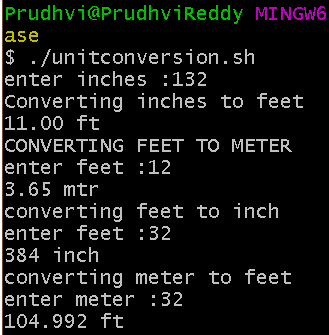 Prudhvi@PrudhviReddy MINGW6
ase
$ ./unitconversion.sh
enter inches :132
Converting inches to feet
11.00 ft
CONVERTING FEET TO METER
enter feet :12
3.65 mtr
converting feet to inch
enter feet :32
384 inch
converting meter to feet
enter meter :32
104.992 ft